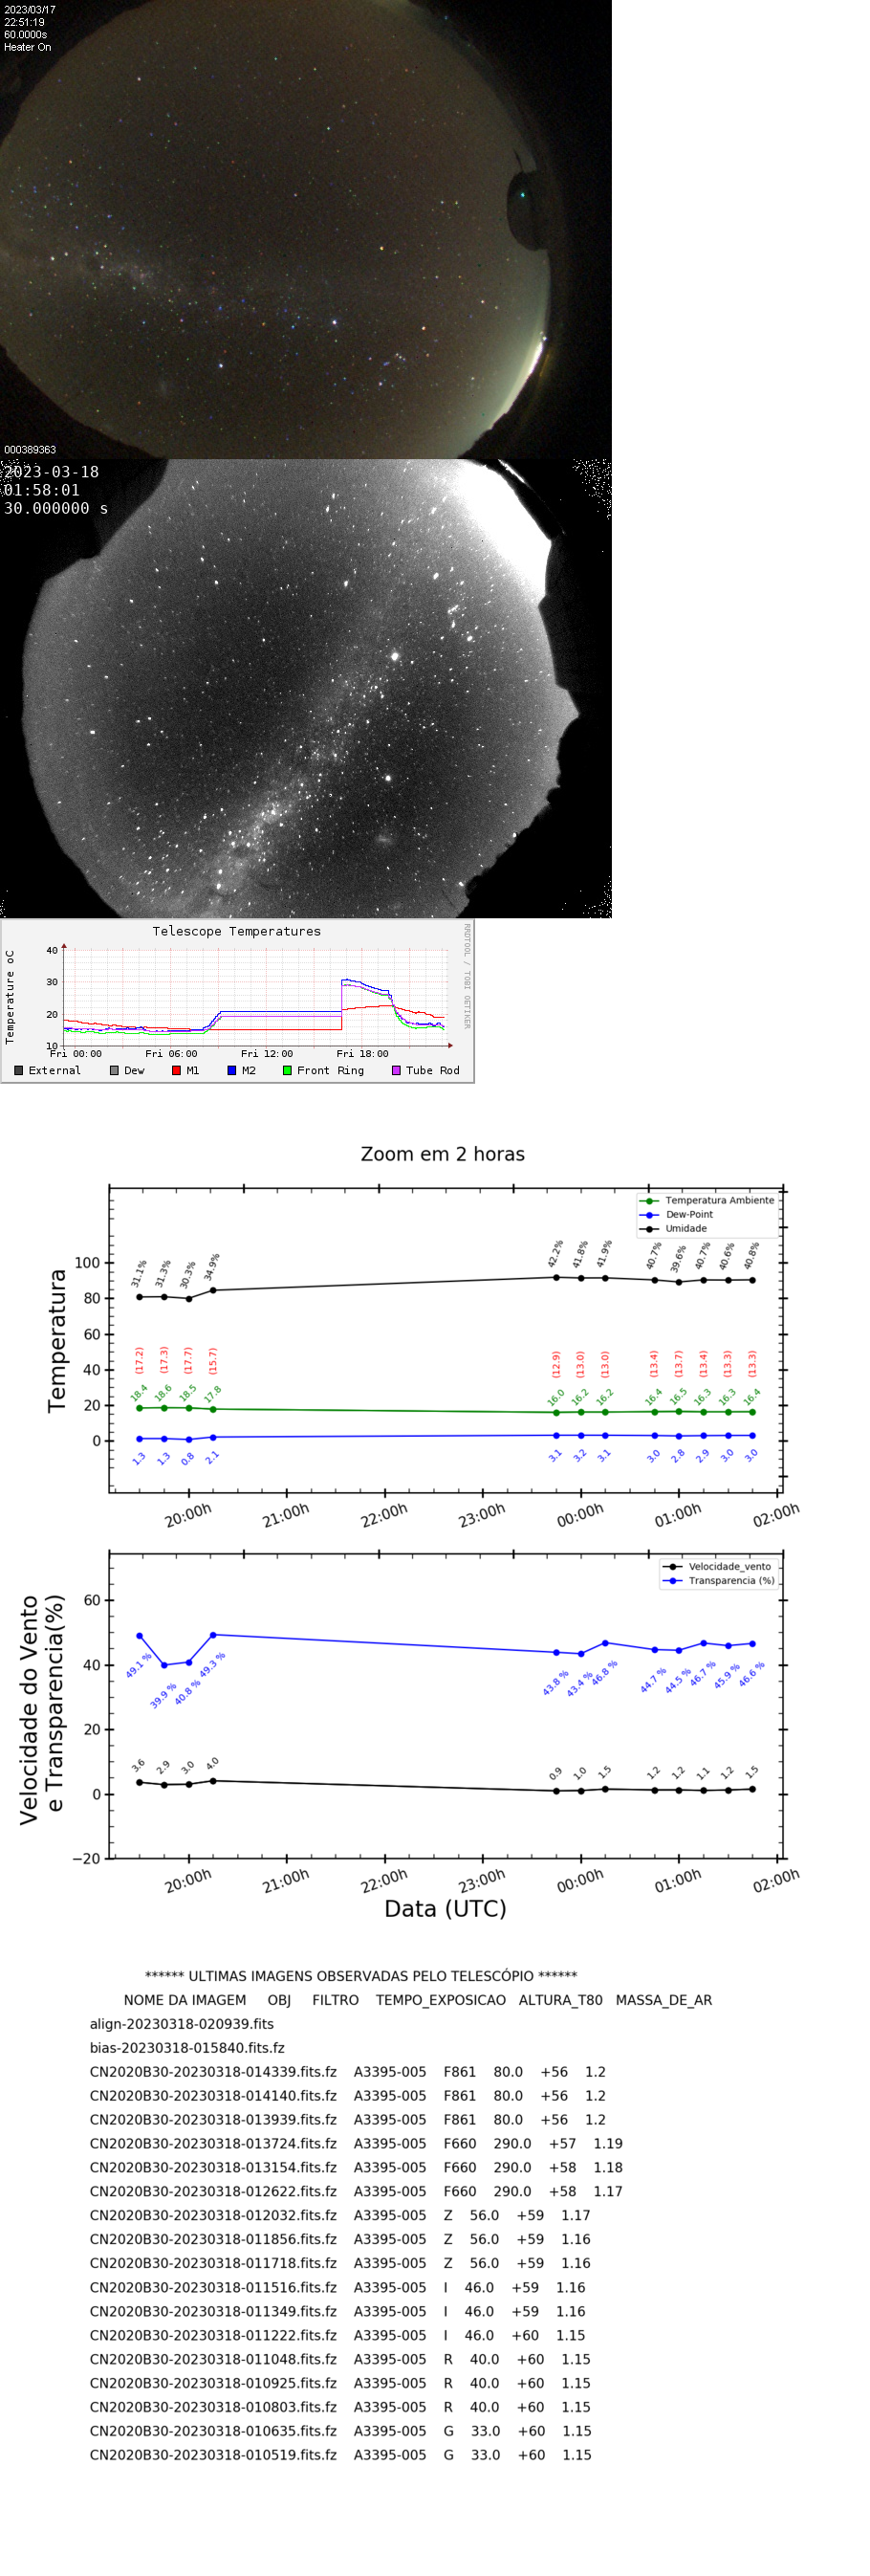 2023/03/17
22:51:19
60.0000s
Heater On
000389363
2023-03-18
01:58:01
30.000000 s
Telescope Temperatures
RRDTOOL / TOBI OETIKER
Temperature oC
40
30
20
10
Fri 00:00 Fri 06:00 Fri 12:00 Fri 18:00
External Dew M1 M2 Front Ring Tube Rod
Zoom em 2 horas
Temperatura Ambiente
Dew-Point
Umidade
Temperatura
100
80
60
40
20
0
31.1% 31.3% 30.3% 34.9% 42.2% 41.8% 41.9% 40.7% 39.6% 40.7% 40.6% 40.8%
(17.2) (17.3) (17.7) (15.7) (12.9) (13.0) (13.0) (13.4) (13.7) (13.4) (13.3) (13.3)
18.4 18.6 18.5 17.8 16.0 16.2 16.2 16.4 16.5 16.3 16.3 16.4
1.3 1.3 0.8 2.1 3.1 3.2 3.1 3.0 2.8 2.9 3.0 3.0
20:00h 21:00h 22:00h 23:00h 00:00h 01:00h 02:00h
Velocidade_vento
Transparencia (%)
Velocidade do Vento
e Transparencia(%)
60
40
20
0
−20
49.1 % 39.9 % 40.8 % 49.3 % 43.8 % 43.4 % 46.8 % 44.7 % 44.5 % 46.7 % 45.9 % 46.6 %
3.6 2.9 3.0 4.0 0.9 1.0 1.5 1.2 1.2 1.1 1.2 1.5
20:00h 21:00h 22:00h 23:00h 00:00h 01:00h 02:00h
Data (UTC)
****** ULTIMAS IMAGENS OBSERVADAS PELO TELESCÓPIO ******
NOME DA IMAGEM OBJ FILTRO TEMPO_EXPOSICAO ALTURA_T80 MASSA_DE_AR
align-20230318-020939.fits
bias-20230318-015840.fits.fz
CN2020B30-20230318-014339.fits.fz A3395-005 F861 80.0 +56 1.2
CN2020B30-20230318-014140.fits.fz A3395-005 F861 80.0 +56 1.2
CN2020B30-20230318-013939.fits.fz A3395-005 F861 80.0 +56 1.2
CN2020B30-20230318-013724.fits.fz A3395-005 F660 290.0 +57 1.19
CN2020B30-20230318-013154.fits.fz A3395-005 F660 290.0 +58 1.18
CN2020B30-20230318-012622.fits.fz A3395-005 F660 290.0 +58 1.17
CN2020B30-20230318-012032.fits.fz A3395-005 Z 56.0 +59 1.17
CN2020B30-20230318-011856.fits.fz A3395-005 Z 56.0 +59 1.16
CN2020B30-20230318-011718.fits.fz A3395-005 Z 56.0 +59 1.16
CN2020B30-20230318-011516.fits.fz A3395-005 I 46.0 +59 1.16
CN2020B30-20230318-011349.fits.fz A3395-005 I 46.0 +59 1.16
CN2020B30-20230318-011222.fits.fz A3395-005 I 46.0 +60 1.15
CN2020B30-20230318-011048.fits.fz A3395-005 R 40.0 +60 1.15
CN2020B30-20230318-010925.fits.fz A3395-005 R 40.0 +60 1.15
CN2020B30-20230318-010803.fits.fz A3395-005 R 40.0 +60 1.15
CN2020B30-20230318-010635.fits.fz A3395-005 G 33.0 +60 1.15
CN2020B30-20230318-010519.fits.fz A3395-005 G 33.0 +60 1.15